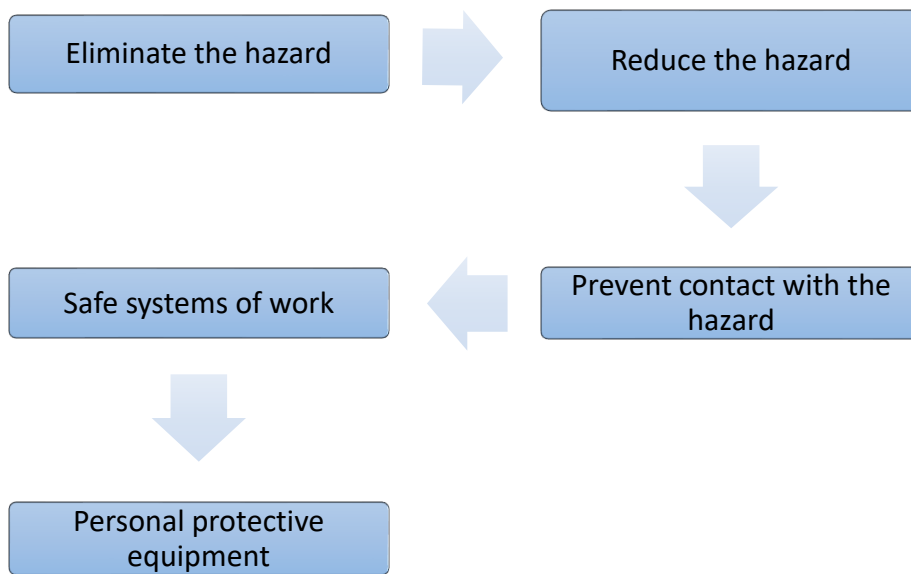 Eliminate the hazard
Reduce the hazard
Prevent contact with the
hazard
Safe systems of work
Personal protective
equipment